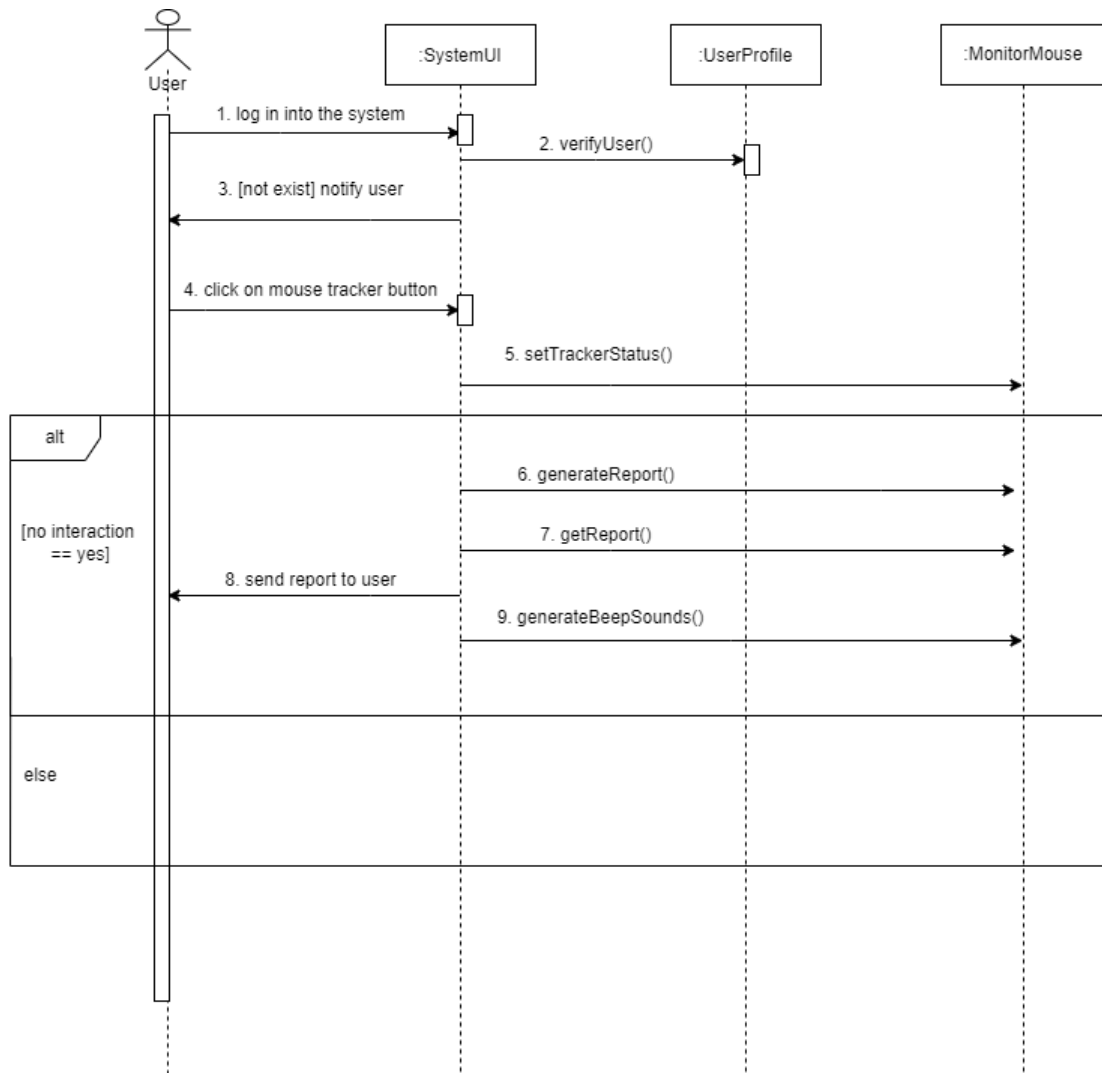 :SystemUI
:UserProfile
:MonitorMouse
User
1. log in into the system
2. verifyUser()
3. [not exist] notify user
4. click on mouse tracker button
5. setTrackerStatus()
alt
6. generateReport()
[no interaction
== yes]
7. getReport()
8. send report to user
9. generateBeepSounds()
else